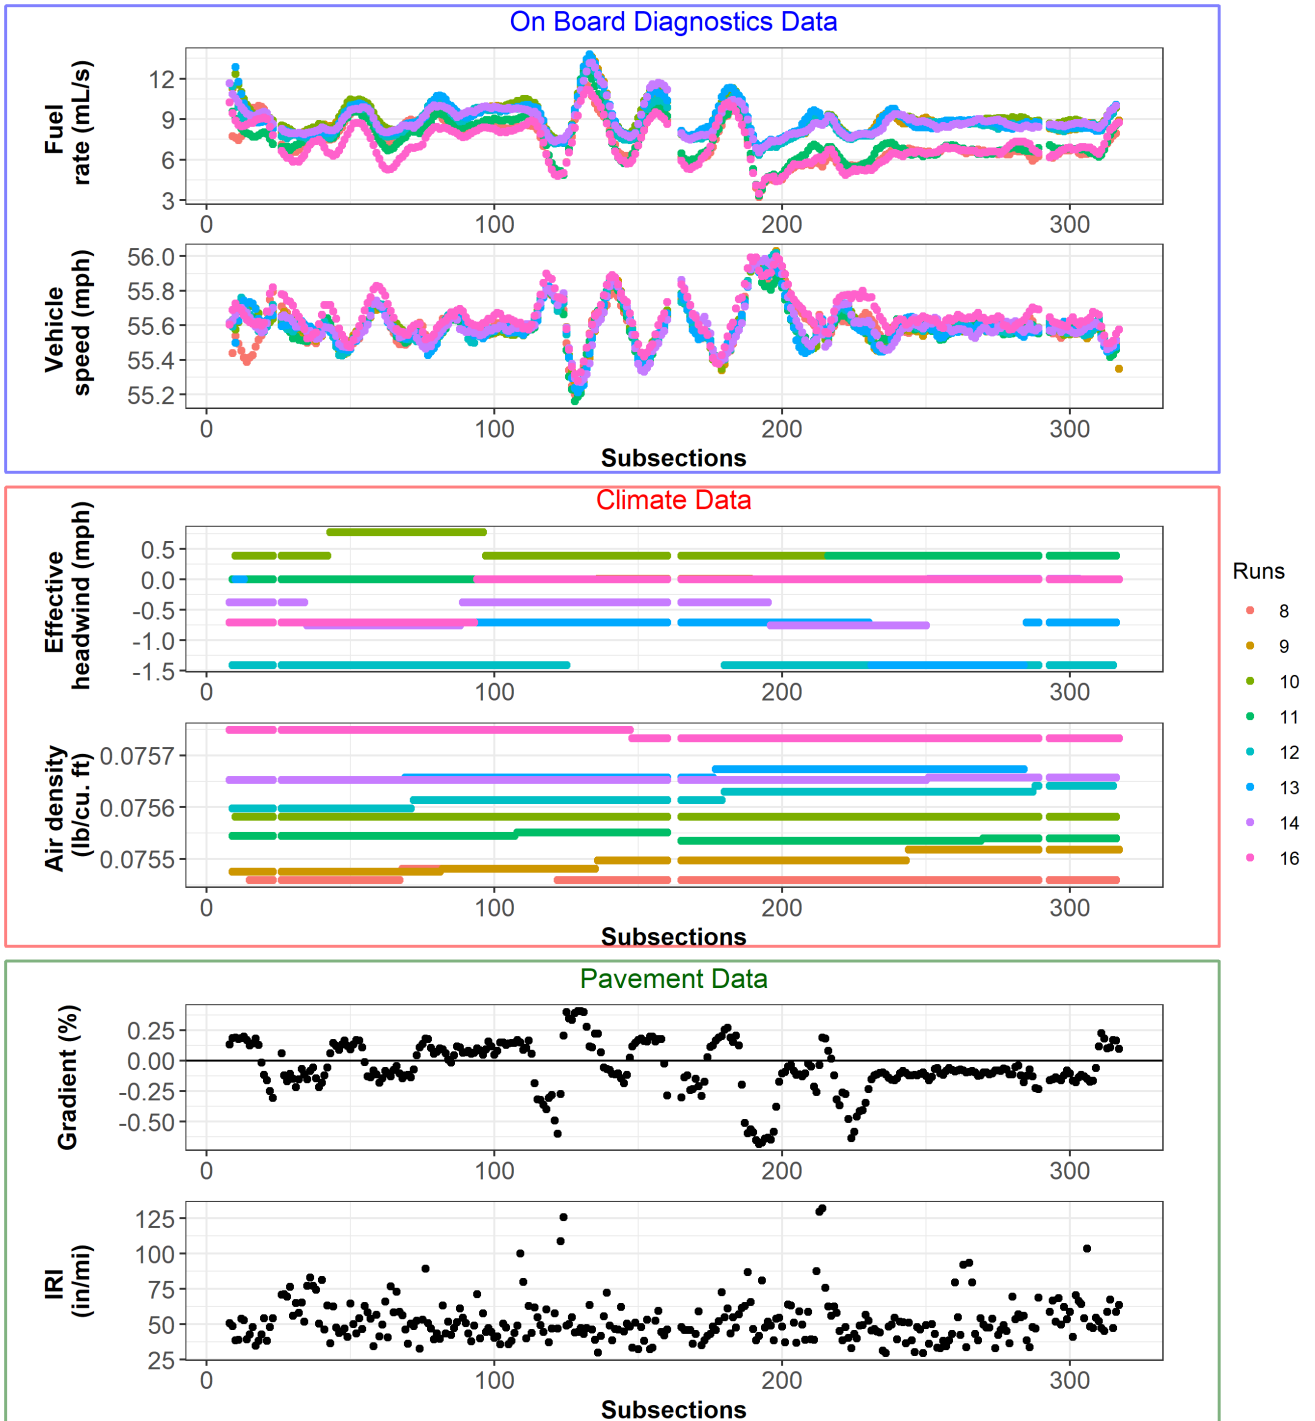 On Board Diagnostics Data
Fuel
rate (mL/s)
12
9
6
3
0 100 200 300
Vehicle
speed (mph)
56.0
55.8
55.6
55.4
55.2
0 100 200 300
Subsections
Climate Data
Effective
headwind (mph)
0.5
0.0
-0.5
-1.0
-1.5
0 100 200 300
Air density
(lb/cu. ft)
0.0757
0.0756
0.0755
0 100 200 300
Subsections
Runs
8
9
10
11
12
13
14
16
Pavement Data
Gradient (%)
0.25
0.00
-0.25
-0.50
0 100 200 300
IRI
(in/mi)
125
100
75
50
25
0 100 200 300
Subsections